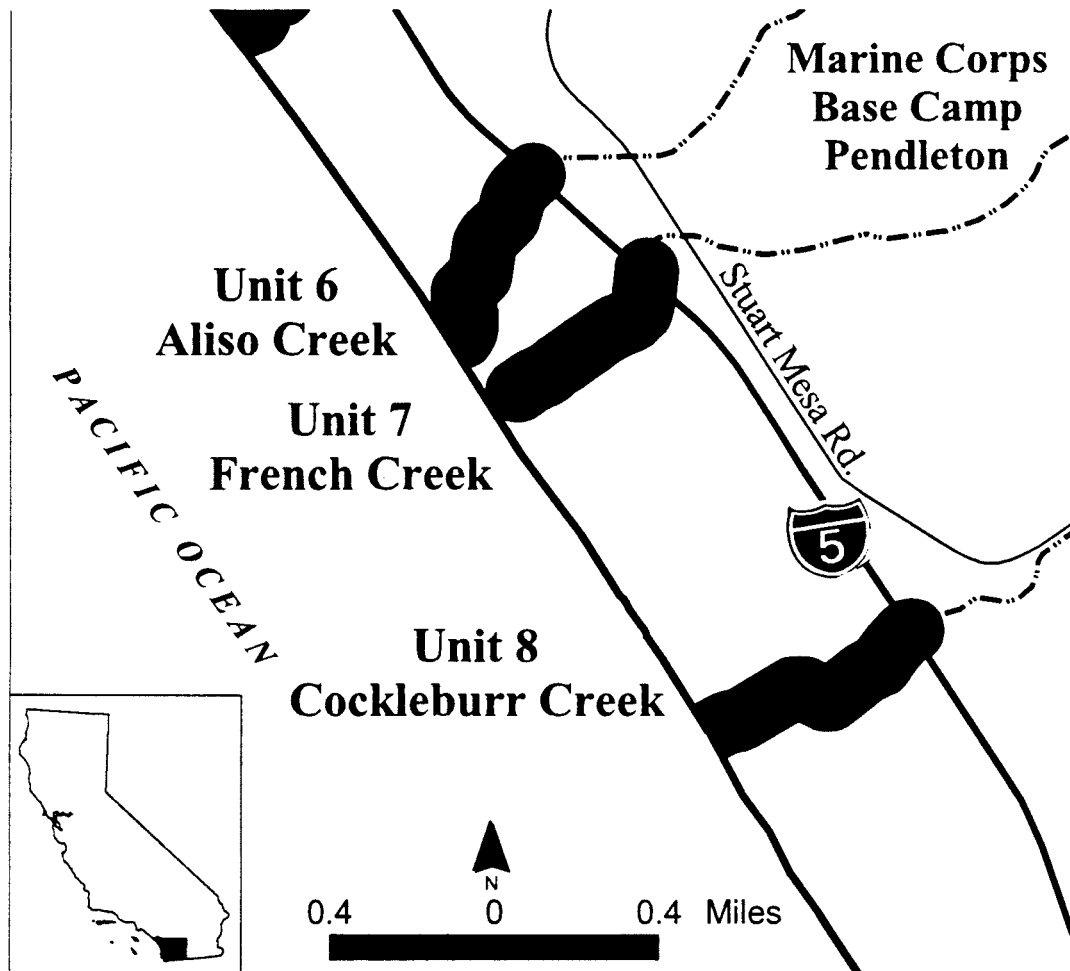 Marine Corps
Base Camp
Pendleton
Unit 6
Aliso Creek
Stuart Mesa Rd.
PACIFIC OCEAN
Unit 7
French Creek
5
Unit 8
Cockleburr Creek
N
0.4 0 0.4 Miles